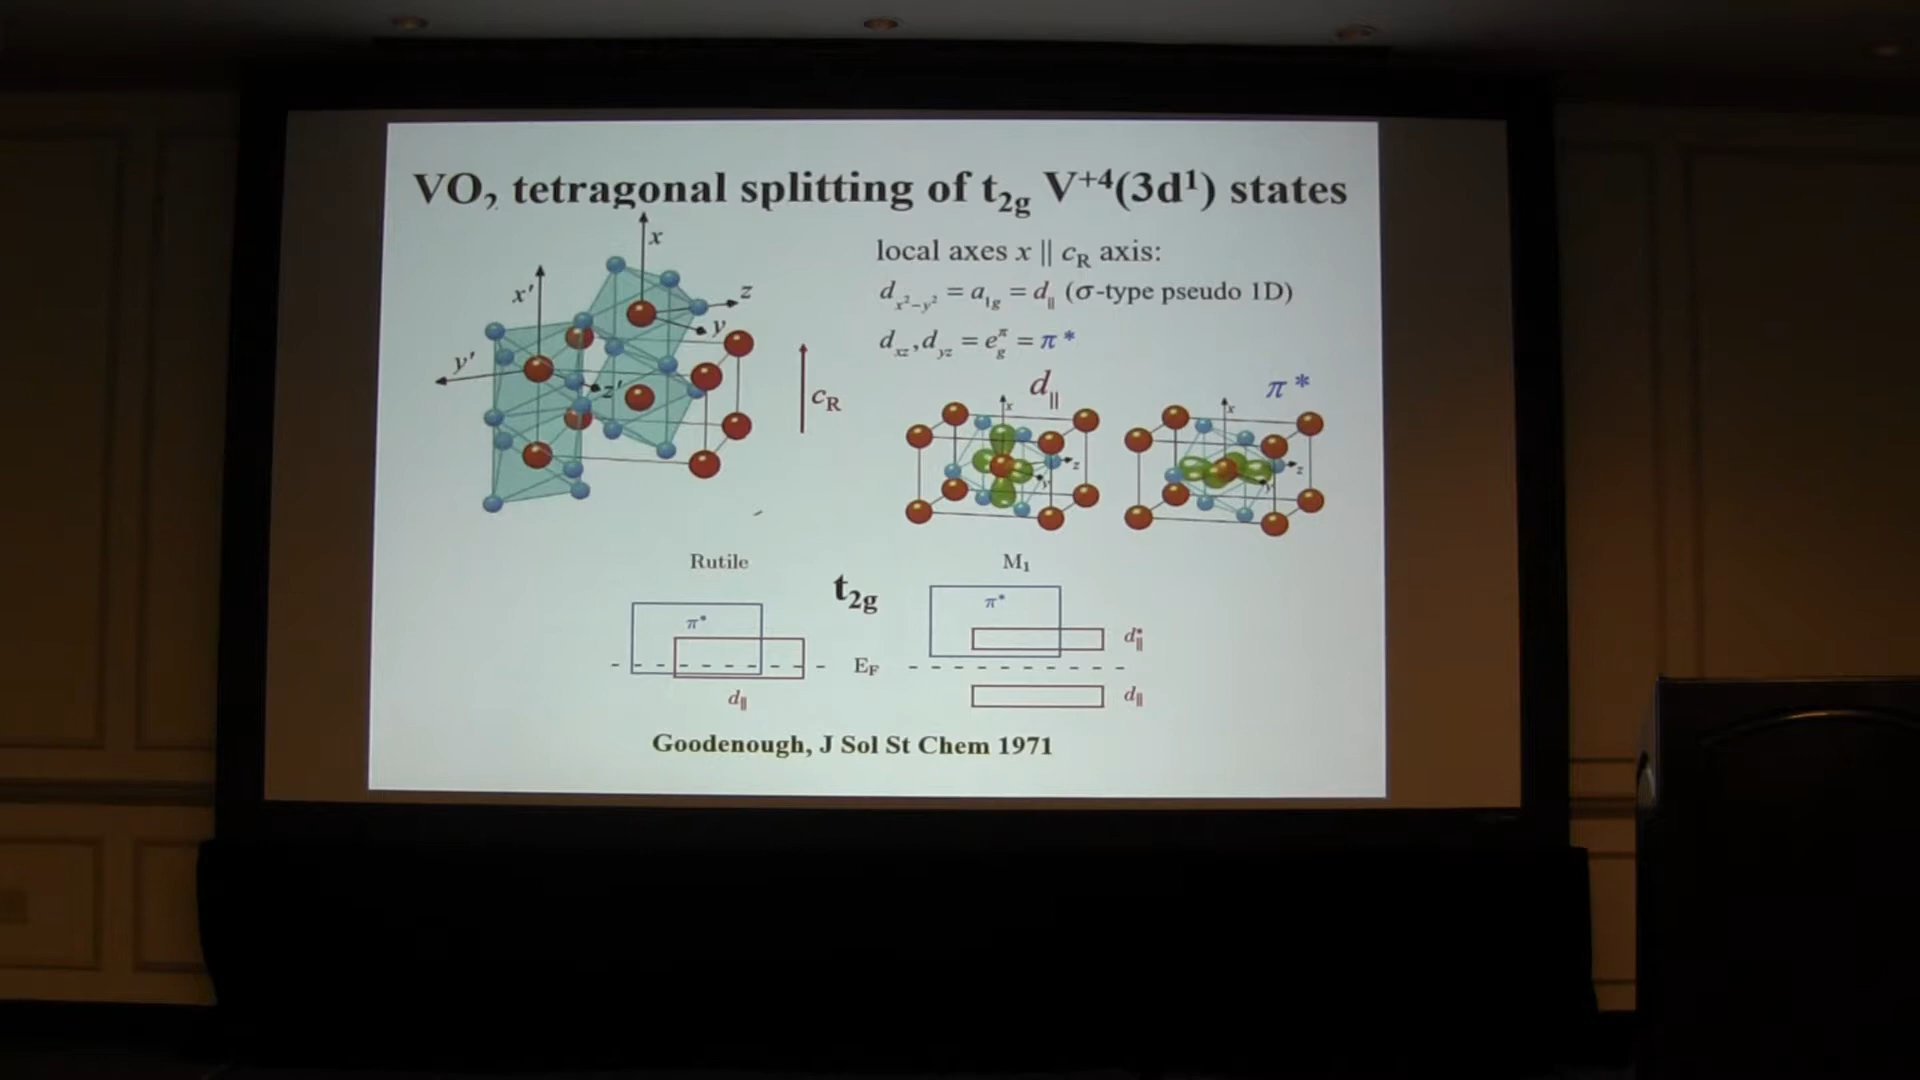 VO₂ tetragonal splitting of t₂g V⁺⁴(3d¹) states
x
x'
z
y
y'
z'
cR
local axes x || cR axis:
dx²−y² = a1g = d∥ (σ-type pseudo 1D)
dxz, dyz = egπ = π*
d∥
π*
x
z
y
x
z
y
Rutile
M₁
t₂g
π*
d∥
EF
π*
d∥*
d∥
Goodenough, J Sol St Chem 1971